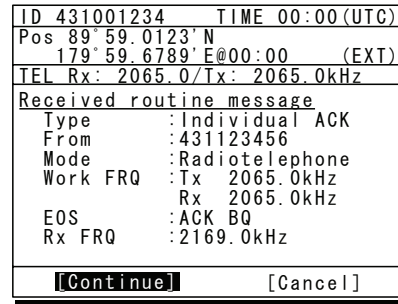 ID 431001234 TIME 00:00(UTC)
Pos 89°59.0123'N
179°59.6789'E@00:00 (EXT)
TEL Rx: 2065.0/Tx: 2065.0kHz
Received routine message
Type :Individual ACK
From :431123456
Mode :Radiotelephone
Work FRQ :Tx 2065.0kHz
Rx 2065.0kHz
EOS :ACK BQ
Rx FRQ :2169.0kHz
[Continue] [Cancel]